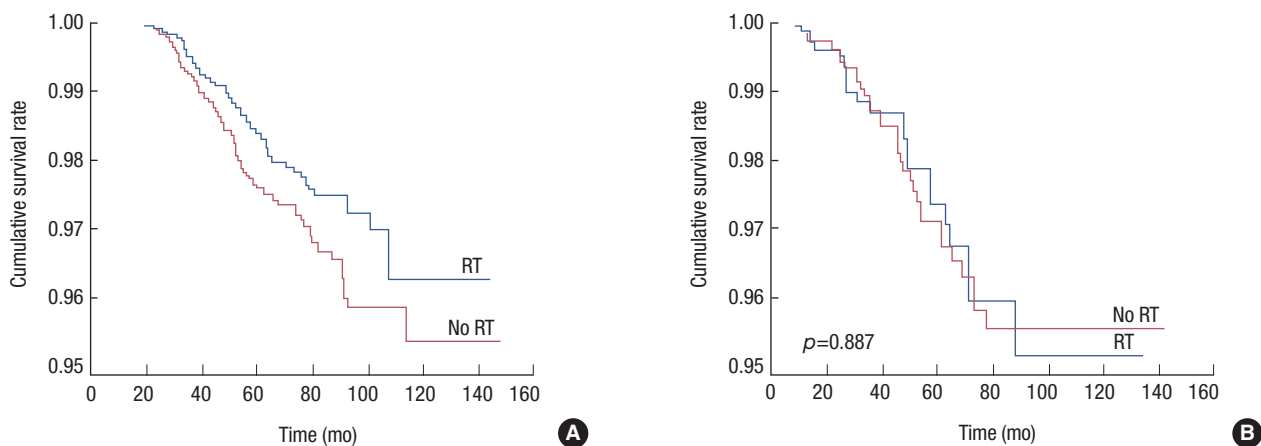 Cumulative survival rate
1.00
0.99
0.98
0.97
0.96
0.95
0 20 40 60 80 100 120 140 160
Time (mo)
RT
No RT
A
Cumulative survival rate
1.00
0.99
0.98
0.97
0.96
0.95
0 20 40 60 80 100 120 140 160
Time (mo)
No RT
RT
p=0.887
B